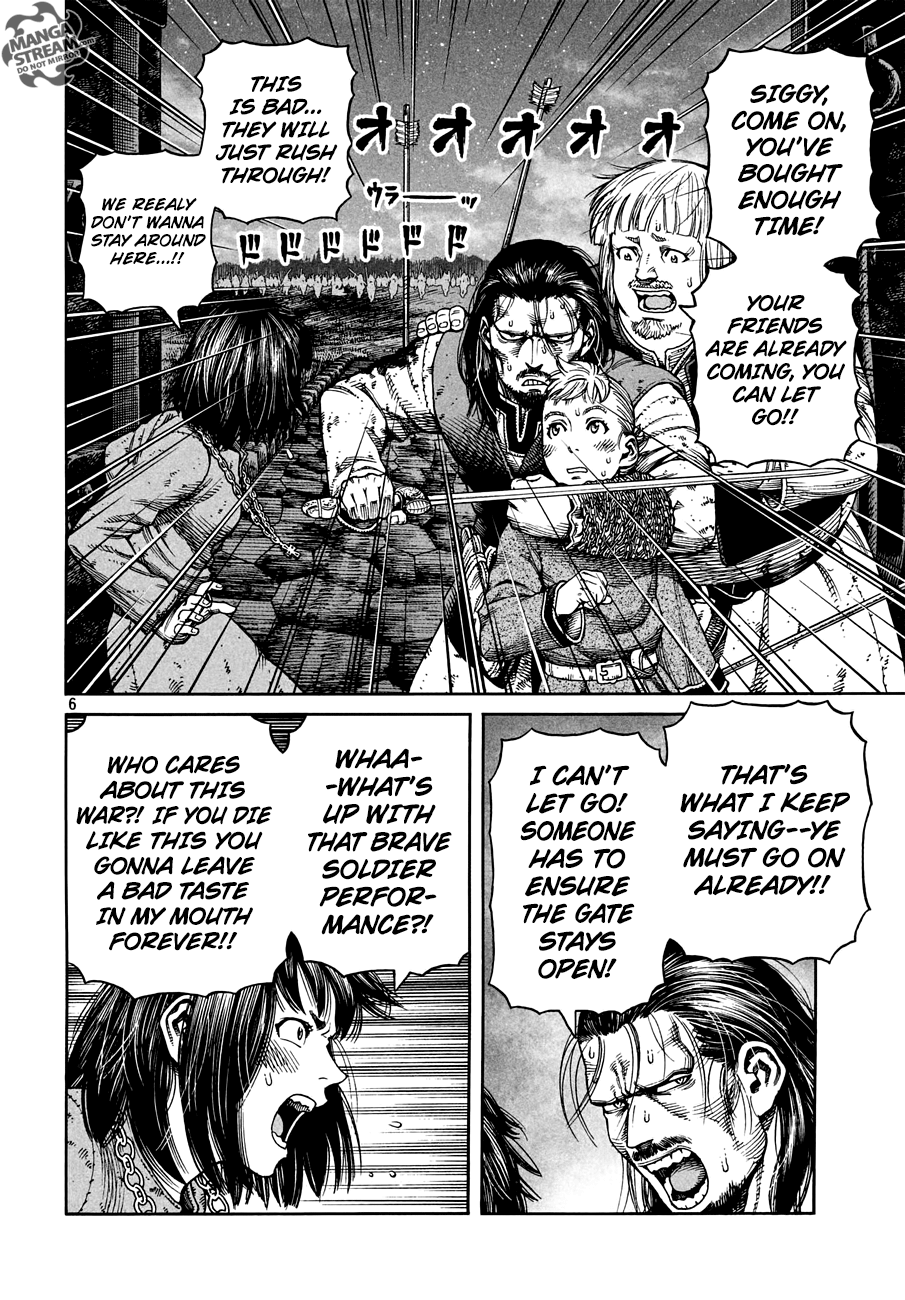 MANGA
STREAM.com
DO NOT MIRROR
SIGGY,
COME ON,
YOU'VE
BOUGHT
ENOUGH
TIME!
YOUR
FRIENDS
ARE ALREADY
COMING, YOU
CAN LET
GO!!
オオオオオ
ウラーーッ
ドドドドドドド
THIS
IS BAD...
THEY WILL
JUST RUSH
THROUGH!
WE REEALY
DON'T WANNA
STAY AROUND
HERE...!!
6
THAT'S
WHAT I KEEP
SAYING--YE
MUST GO ON
ALREADY!!
I CAN'T
LET GO!
SOMEONE
HAS TO
ENSURE
THE GATE
STAYS
OPEN!
WHAA-
-WHAT'S
UP WITH
THAT BRAVE
SOLDIER
PERFOR-
MANCE?!
WHO CARES
ABOUT THIS
WAR?! IF YOU DIE
LIKE THIS YOU
GONNA LEAVE
A BAD TASTE
IN MY MOUTH
FOREVER!!